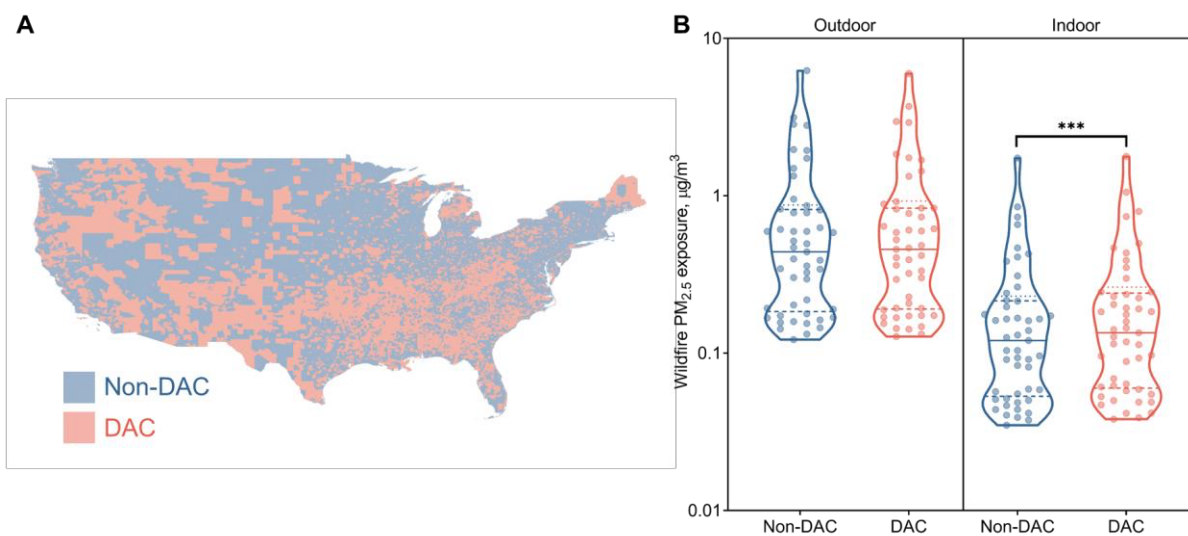 A
Non-DAC
DAC
B
Outdoor
Indoor
Wildfire PM2.5 exposure, μg/m³
10
1
0.1
0.01
***
Non-DAC
DAC
Non-DAC
DAC